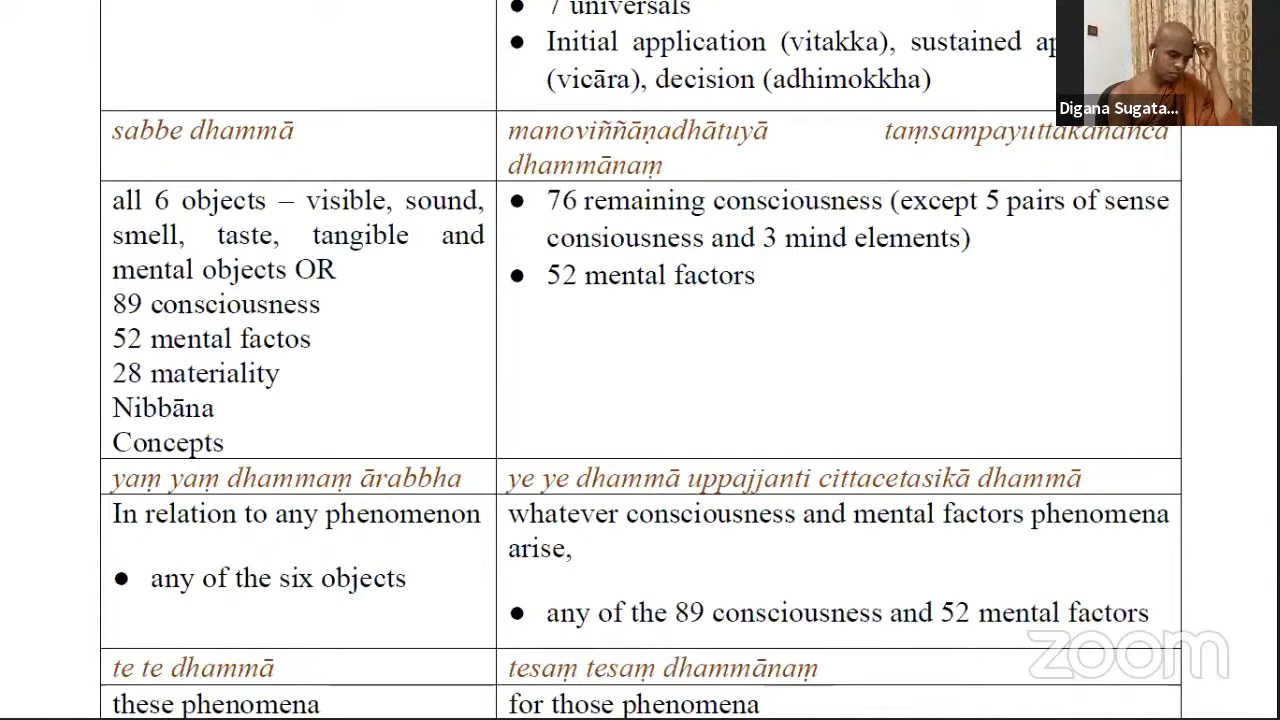 ● 7 universals
● Initial application (vitakka), sustained ap
(vicāra), decision (adhimokkha)
Digana Sugata...
sabbe dhammā
manoviññāṇadhātuyā taṃsampayuttakānañca
dhammānaṃ
all 6 objects – visible, sound,
smell, taste, tangible and
mental objects OR
89 consciousness
52 mental factos
28 materiality
Nibbāna
Concepts
● 76 remaining consciousness (except 5 pairs of sense
consiousness and 3 mind elements)
● 52 mental factors
yaṃ yaṃ dhammaṃ ārabbha
ye ye dhammā uppajjanti cittacetasikā dhammā
In relation to any phenomenon
● any of the six objects
whatever consciousness and mental factors phenomena
arise,
● any of the 89 consciousness and 52 mental factors
te te dhammā
tesaṃ tesaṃ dhammānaṃ
these phenomena
for those phenomena
zoom